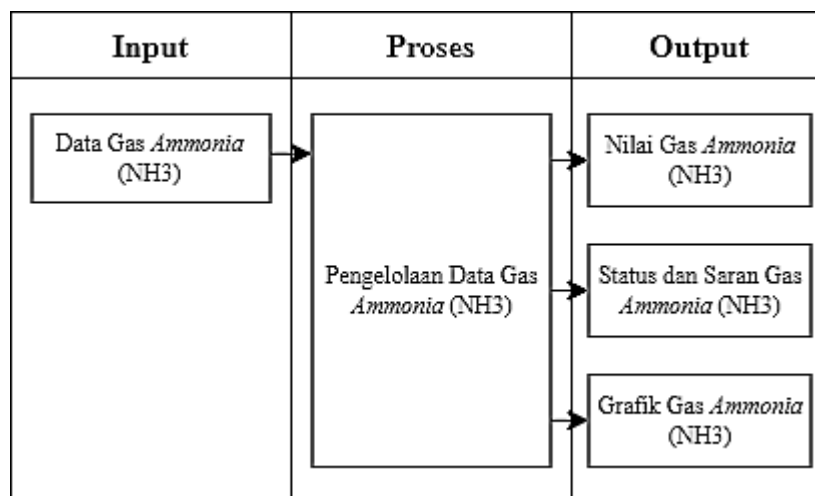 Input
Proses
Output
Data Gas Ammonia
(NH3)
Pengelolaan Data Gas
Ammonia (NH3)
Nilai Gas Ammonia
(NH3)
Status dan Saran Gas
Ammonia (NH3)
Grafik Gas Ammonia
(NH3)